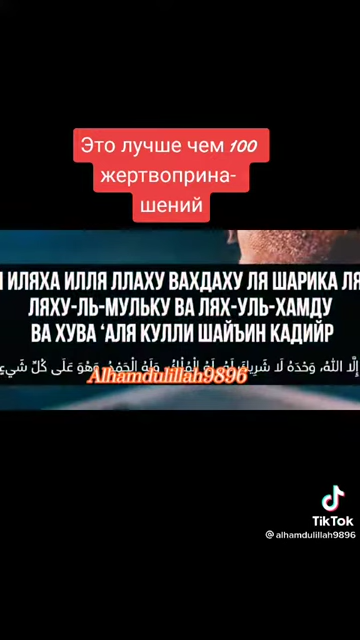 Это лучше чем 100
жертвоприна-
шений
ИЛЯХА ИЛЛЯ ЛЛАХУ ВАХДАХУ ЛЯ ШАРИКА ЛЯ
ЛЯХУ-ЛЬ-МУЛЬКУ ВА ЛЯХ-УЛЬ-ХАМДУ
ВА ХУВА ‘АЛЯ КУЛЛИ ШАЙЪИН КАДИЙР
إِلَّا اللهُ، وَحْدَهُ لَا شَرِيكَ لَهُ لَهُ الْمُلْكُ وَلَهُ الْحَمْدُ وَهُوَ عَلَى كُلِّ شَيْءٍ
Alhamdulillah9896
TikTok
@alhamdulillah9896